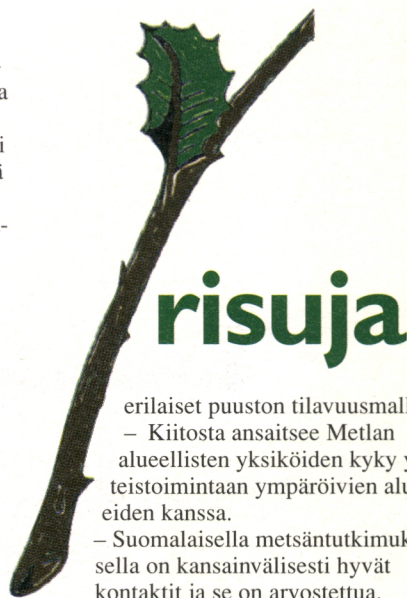 a
i
ä
-
risuja
erilaiset puuston tilavuusmall
– Kiitosta ansaitsee Metlan
alueellisten yksiköiden kyky y
teistoimintaan ympäröivien alu
eiden kanssa.
– Suomalaisella metsäntutkimuk
sella on kansainvälisesti hyvät
kontaktit ja se on arvostettua.